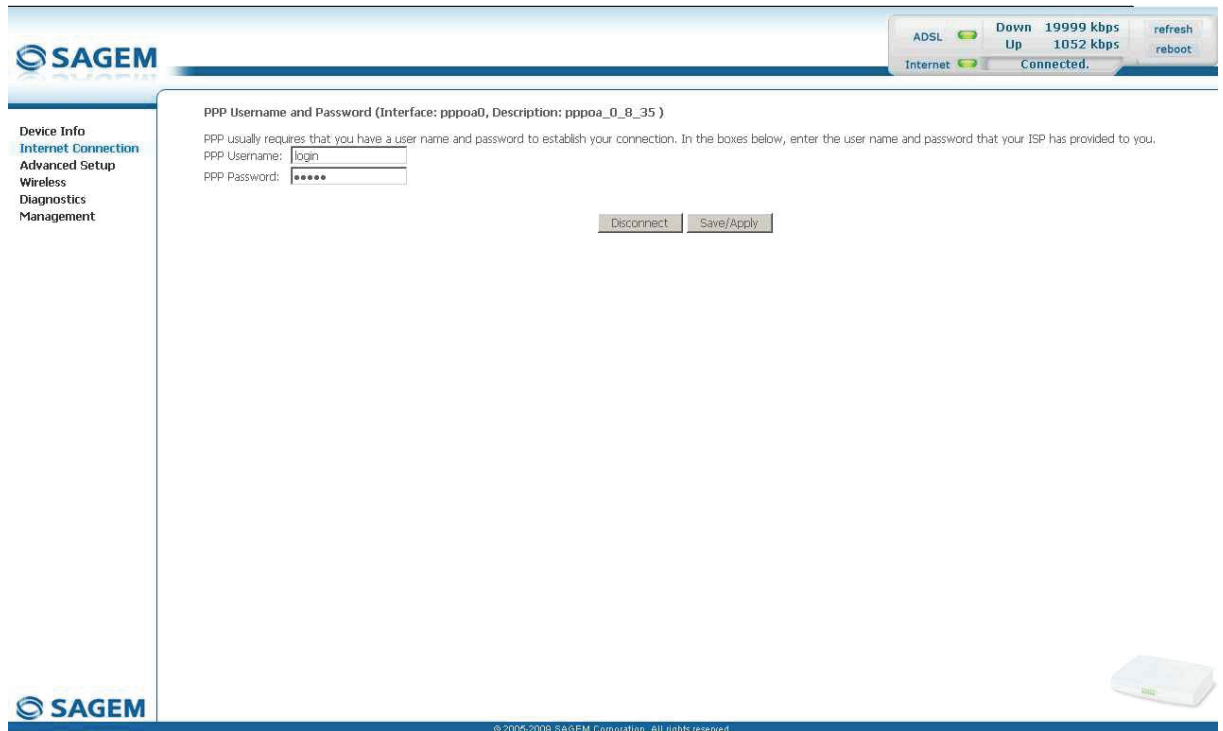 SAGEM
ADSL
Down 19999 kbps
Up 1052 kbps
Internet
Connected.
refresh
reboot
Device Info
Internet Connection
Advanced Setup
Wireless
Diagnostics
Management
PPP Username and Password (Interface: pppoa0, Description: pppoa_0_8_35 )
PPP usually requires that you have a user name and password to establish your connection. In the boxes below, enter the user name and password that your ISP has provided to you.
PPP Username: login
PPP Password: •••••
Disconnect Save/Apply
SAGEM
© 2005-2009 SAGEM Corporation. All rights reserved.